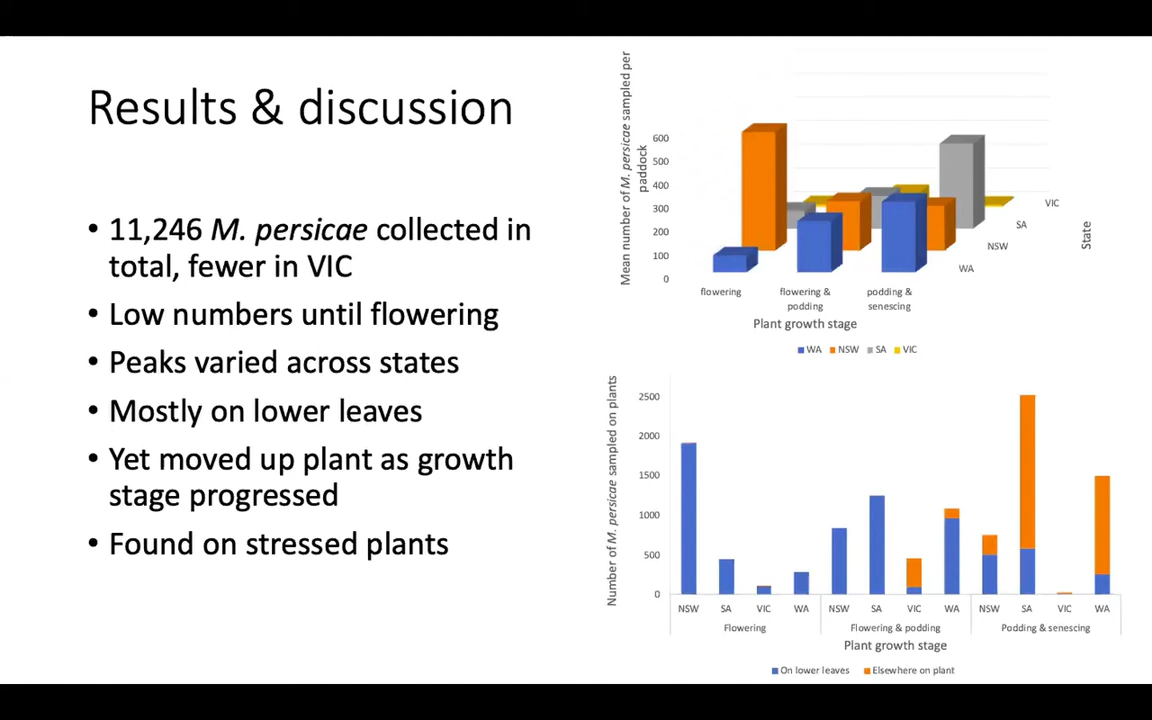 Results & discussion
• 11,246 M. persicae collected in
total, fewer in VIC
• Low numbers until flowering
• Peaks varied across states
• Mostly on lower leaves
• Yet moved up plant as growth
stage progressed
• Found on stressed plants
Mean number of M. persicae sampled per
paddock
600
500
400
300
200
100
0
flowering
flowering &
podding
podding &
senescing
Plant growth stage
WA
NSW
SA
VIC
State
WA NSW SA VIC
Number of M. persicae sampled on plants
2500
2000
1500
1000
500
0
NSW SA VIC WA NSW SA VIC WA NSW SA VIC WA
Flowering Flowering & podding Podding & senescing
Plant growth stage
On lower leaves Elsewhere on plant